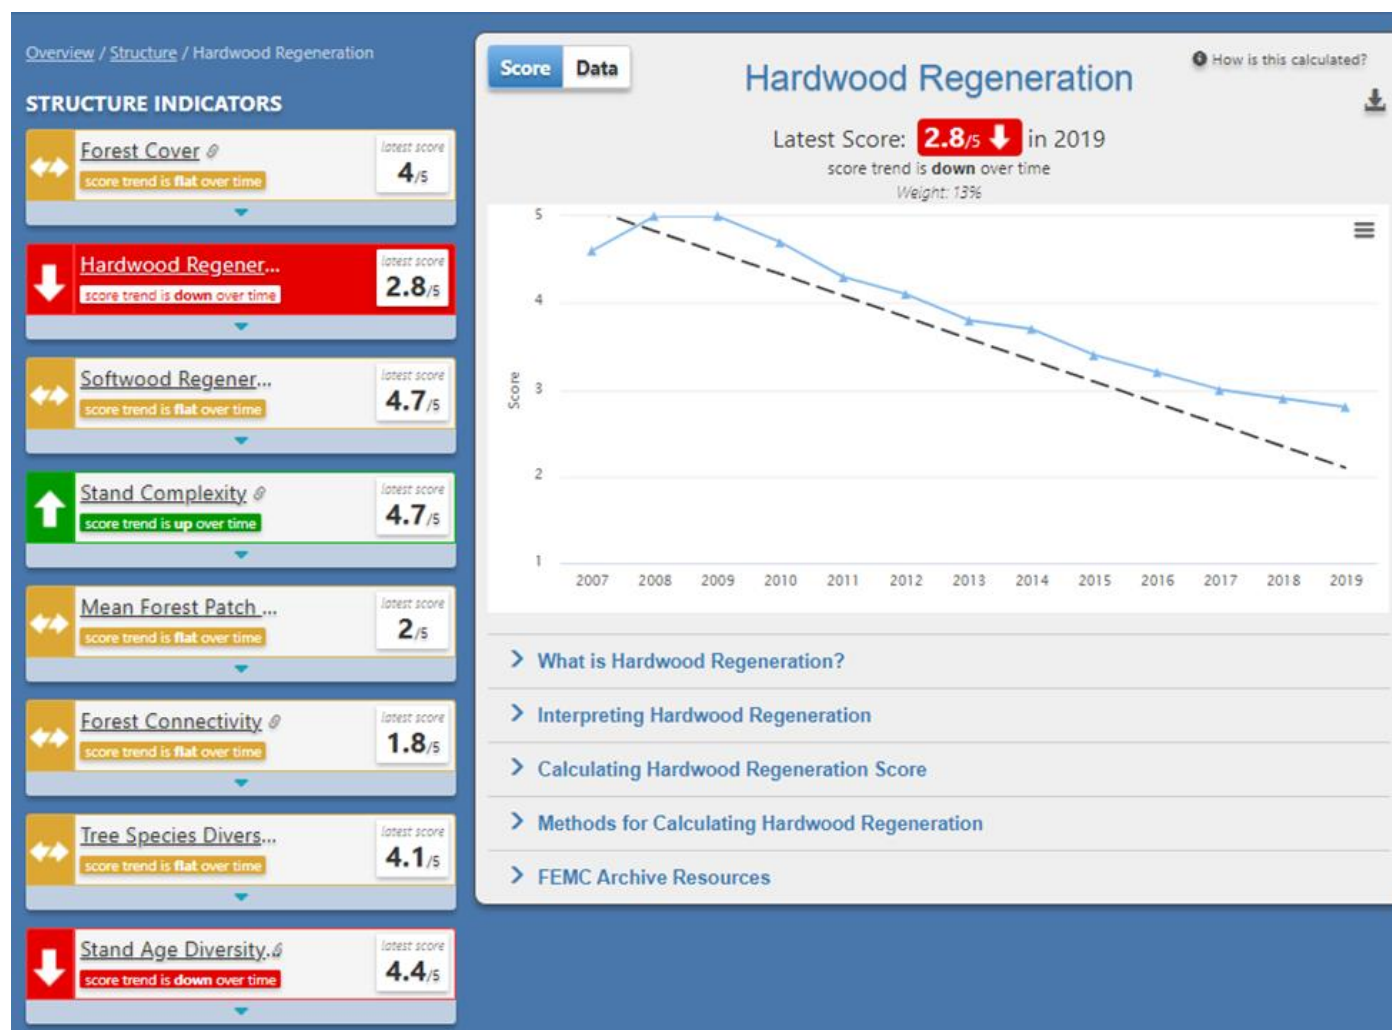 Overview / Structure / Hardwood Regeneration
STRUCTURE INDICATORS
Forest Cover
score trend is flat over time
latest score
4/5
Hardwood Regener...
score trend is down over time
latest score
2.8/5
Softwood Regener...
score trend is flat over time
latest score
4.7/5
Stand Complexity
score trend is up over time
latest score
4.7/5
Mean Forest Patch ...
score trend is flat over time
latest score
2/5
Forest Connectivity
score trend is flat over time
latest score
1.8/5
Tree Species Divers...
score trend is flat over time
latest score
4.1/5
Stand Age Diversity.
score trend is down over time
latest score
4.4/5
Score Data
How is this calculated?
Hardwood Regeneration
Latest Score: 2.8/5 in 2019
score trend is down over time
Weight: 13%
5
4
3
2
1
Score
2007 2008 2009 2010 2011 2012 2013 2014 2015 2016 2017 2018 2019
What is Hardwood Regeneration?
Interpreting Hardwood Regeneration
Calculating Hardwood Regeneration Score
Methods for Calculating Hardwood Regeneration
FEMC Archive Resources